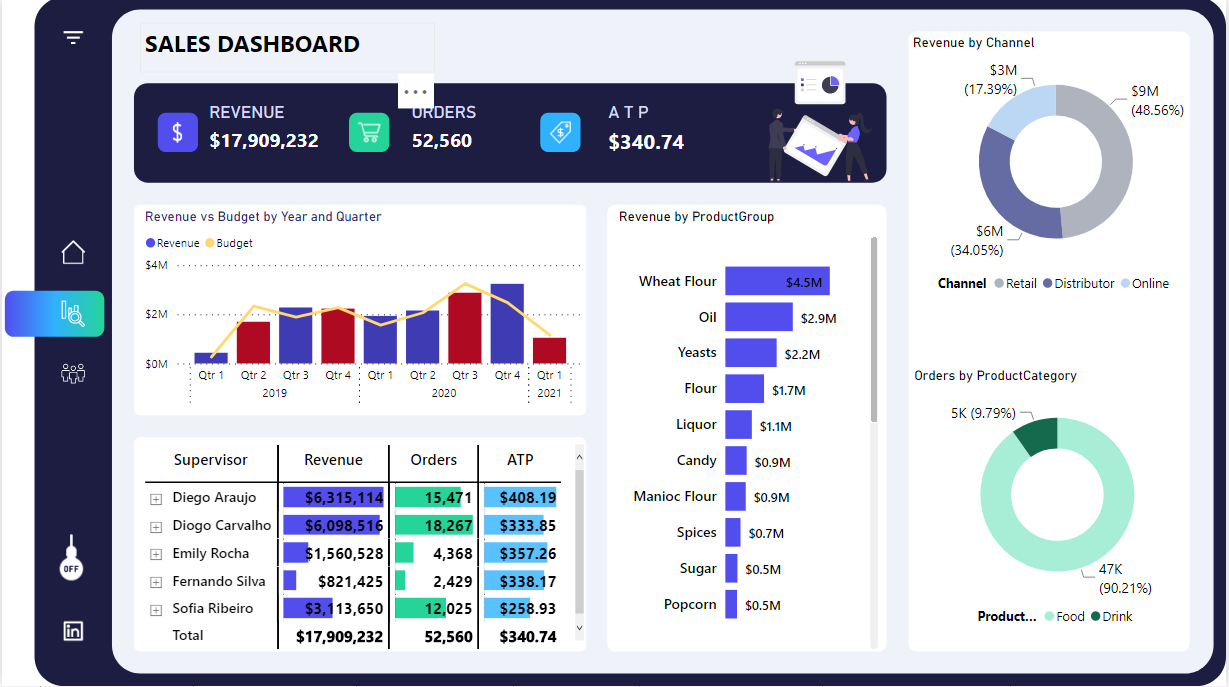 SALES DASHBOARD
...
REVENUE
$17,909,232
ORDERS
52,560
A T P
$340.74
$
$
Revenue vs Budget by Year and Quarter
Revenue Budget
$4M
$2M
$0M
Qtr 1 Qtr 2 Qtr 3 Qtr 4 Qtr 1 Qtr 2 Qtr 3 Qtr 4 Qtr 1
2019 2020 2021
Supervisor Revenue Orders ATP
Diego Araujo $6,315,114 15,471 $408.19
Diogo Carvalho $6,098,516 18,267 $333.85
Emily Rocha $1,560,528 4,368 $357.26
Fernando Silva $821,425 2,429 $338.17
Sofia Ribeiro $3,113,650 12,025 $258.93
Total $17,909,232 52,560 $340.74
Revenue by ProductGroup
Wheat Flour $4.5M
Oil $2.9M
Yeasts $2.2M
Flour $1.7M
Liquor $1.1M
Candy $0.9M
Manioc Flour $0.9M
Spices $0.7M
Sugar $0.5M
Popcorn $0.5M
Revenue by Channel
$3M
(17.39%)
$9M
(48.56%)
$6M
(34.05%)
Channel Retail Distributor Online
Orders by ProductCategory
5K (9.79%)
47K
(90.21%)
Product... Food Drink
OFF
in